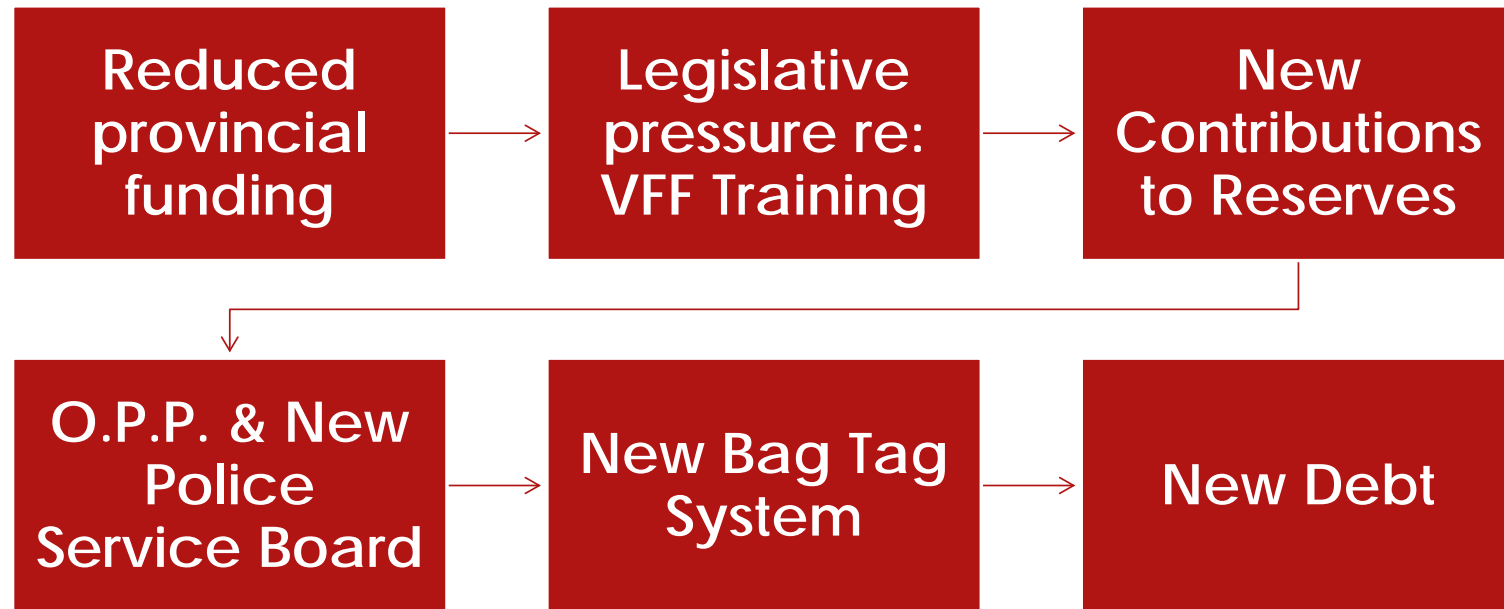 Reduced
provincial
funding
Legislative
pressure re:
VFF Training
New
Contributions
to Reserves
O.P.P. & New
Police
Service Board
New Bag Tag
System
New Debt